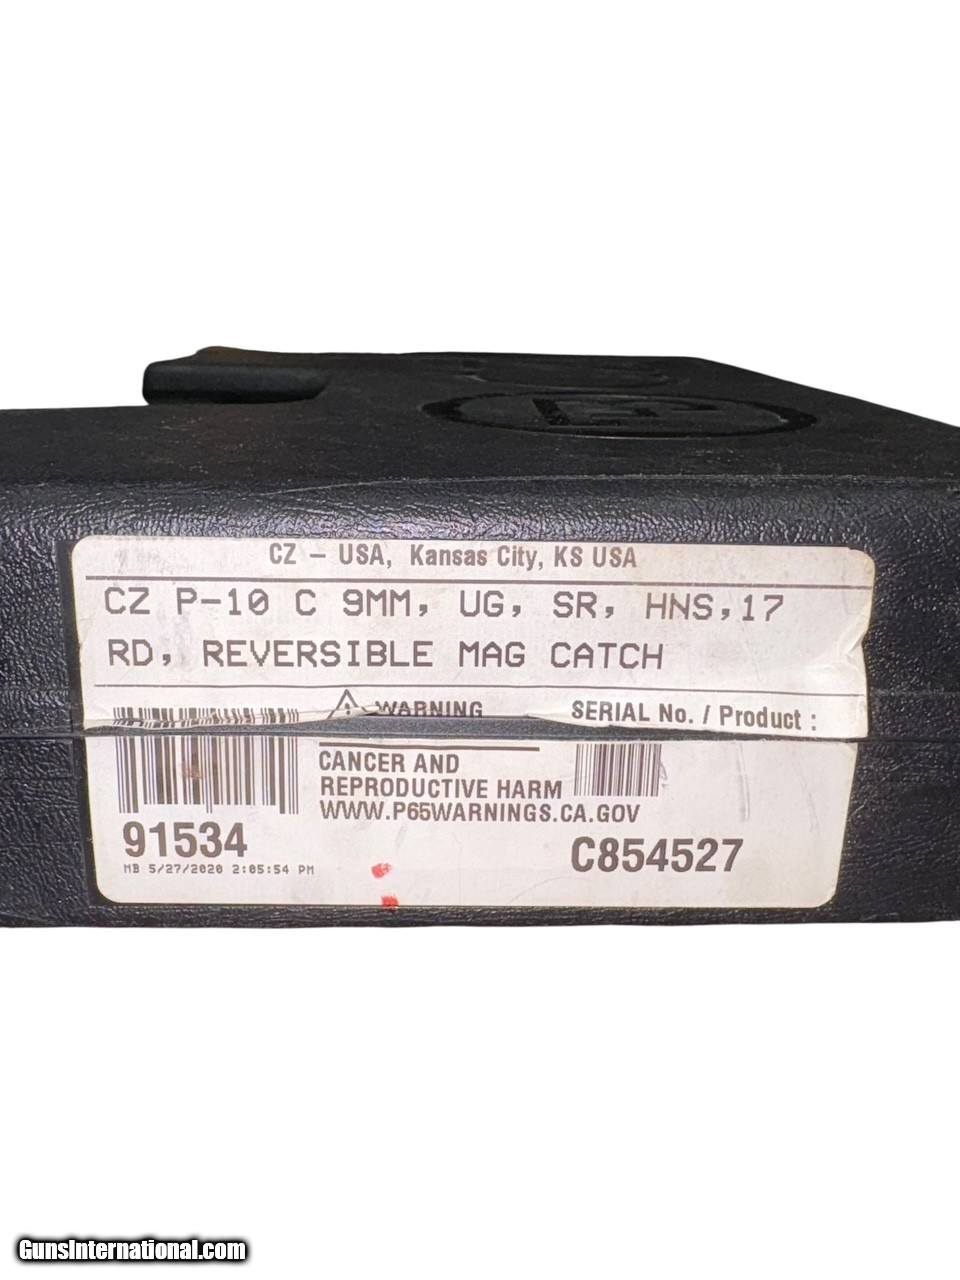 CZ – USA, Kansas City, KS USA
CZ P-10 C 9MM, UG, SR, HNS,17
RD, REVERSIBLE MAG CATCH
WARNING
SERIAL No. / Product :
CANCER AND
REPRODUCTIVE HARM
WWW.P65WARNINGS.CA.GOV
91534
C854527
MB 5/27/2020 2:05:54 PM
GunsInternational.com